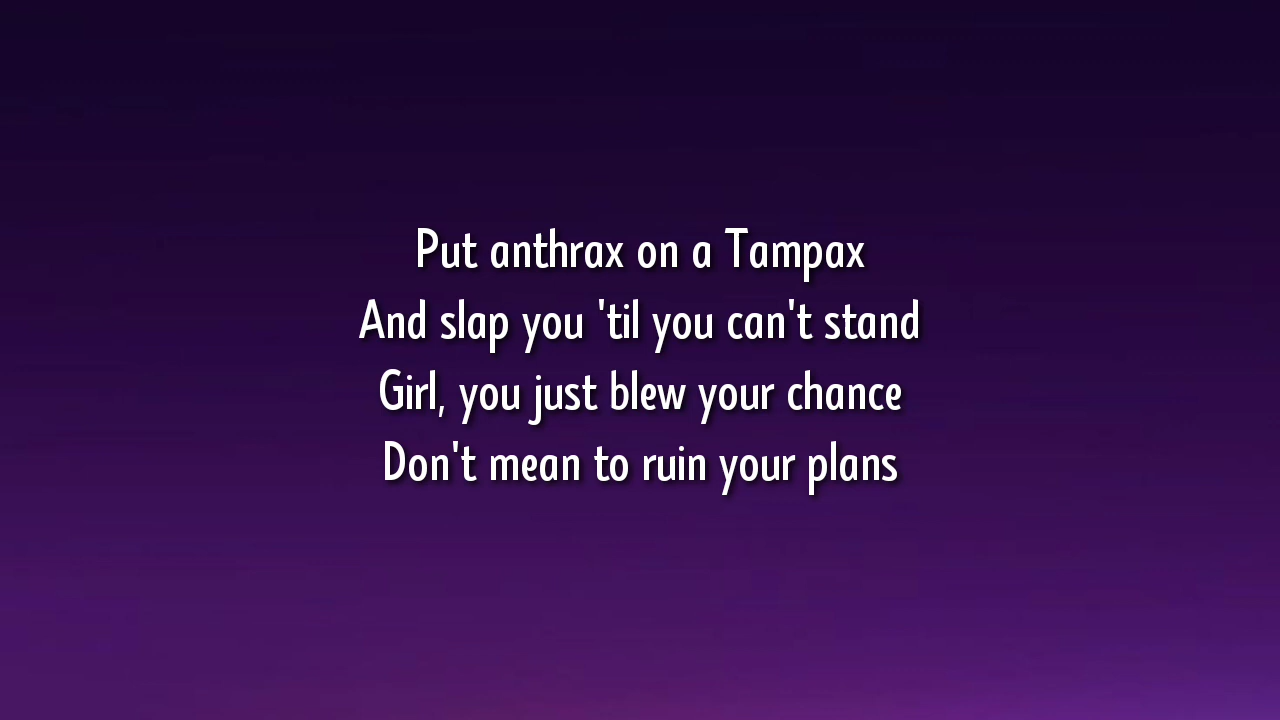 Put anthrax on a Tampax
And slap you 'til you can't stand
Girl, you just blew your chance
Don't mean to ruin your plans